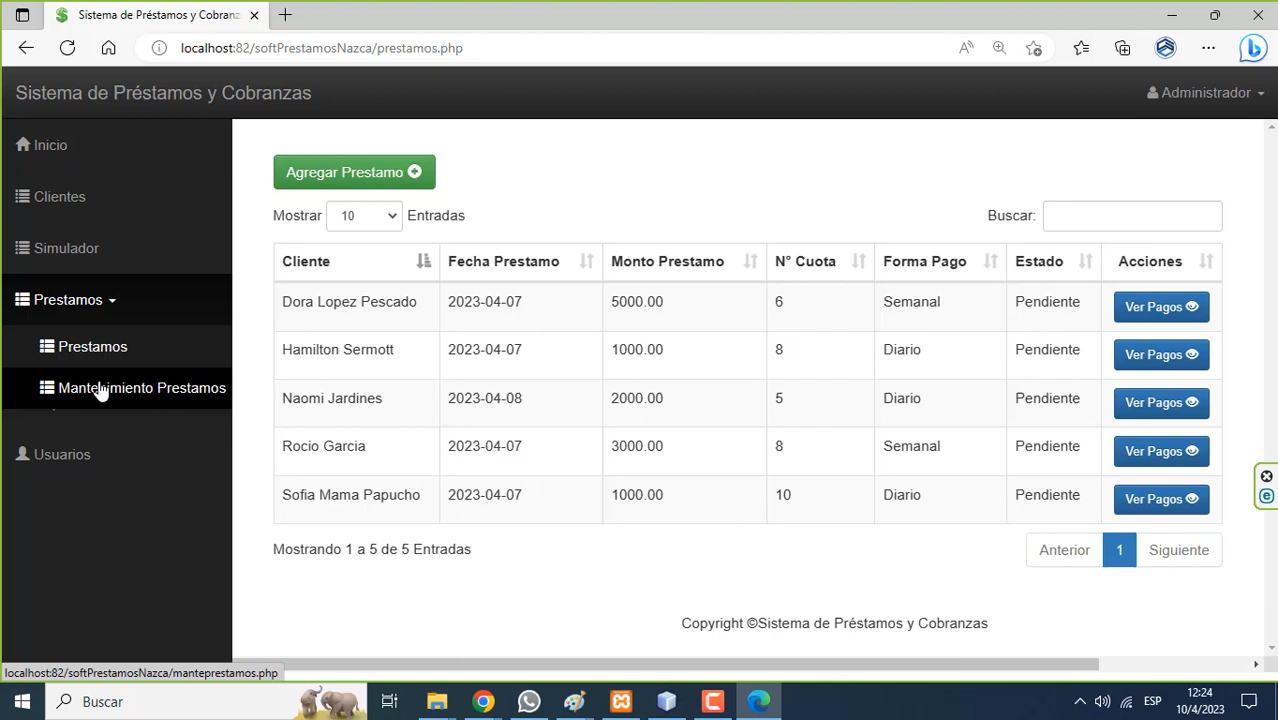 Sistema de Préstamos y Cobranz
localhost:82/softPrestamosNazca/prestamos.php
Sistema de Préstamos y Cobranzas
Administrador
Inicio
Clientes
Simulador
Prestamos
Prestamos
Mantenimiento Prestamos
Usuarios
Agregar Prestamo
Mostrar 10 Entradas
Buscar:
Cliente Fecha Prestamo Monto Prestamo N° Cuota Forma Pago Estado Acciones
Dora Lopez Pescado 2023-04-07 5000.00 6 Semanal Pendiente Ver Pagos
Hamilton Sermott 2023-04-07 1000.00 8 Diario Pendiente Ver Pagos
Naomi Jardines 2023-04-08 2000.00 5 Diario Pendiente Ver Pagos
Rocio Garcia 2023-04-07 3000.00 8 Semanal Pendiente Ver Pagos
Sofia Mama Papucho 2023-04-07 1000.00 10 Diario Pendiente Ver Pagos
Mostrando 1 a 5 de 5 Entradas
Anterior 1 Siguiente
Copyright ©Sistema de Préstamos y Cobranzas
localhost:82/softPrestamosNazca/manteprestamos.php
Buscar
ESP
12:24
10/4/2023